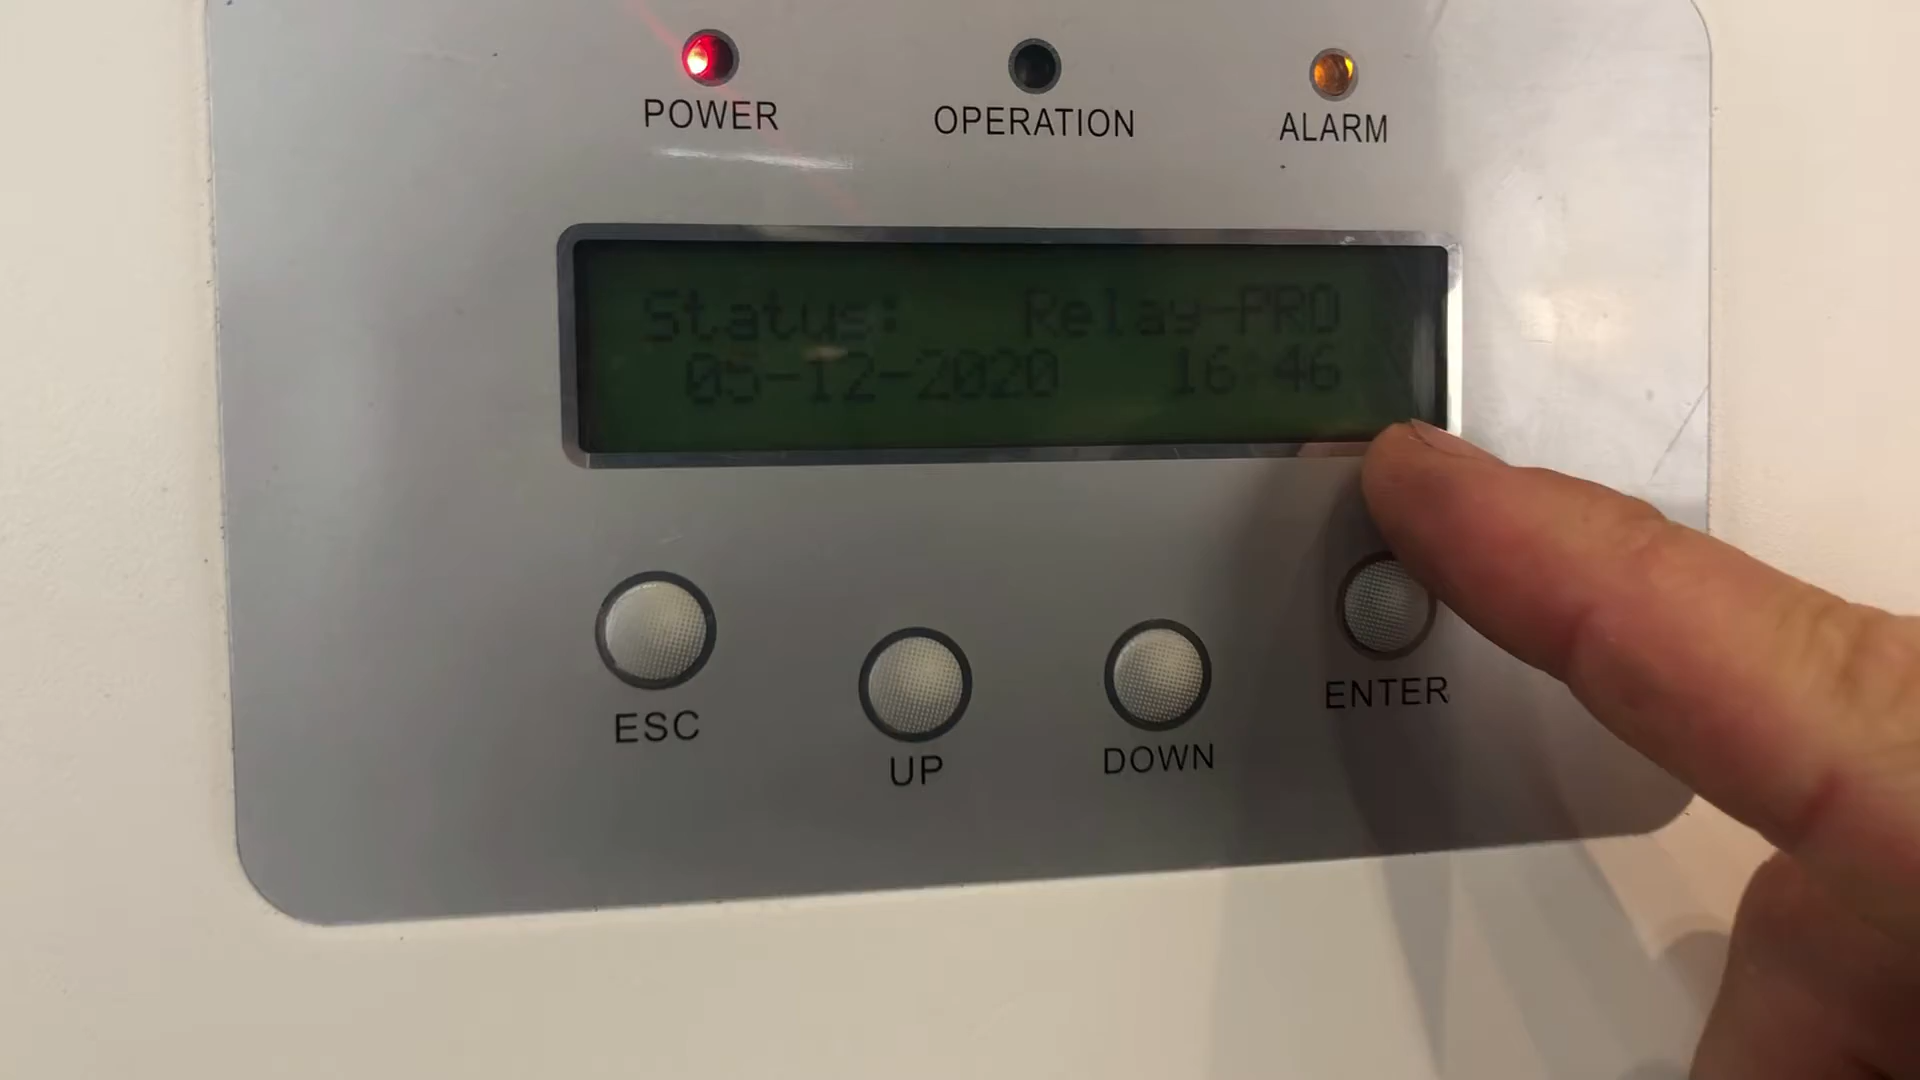 POWER OPERATION ALARM
Status: Relay-PRO
05-12-2020 16:46
ESC UP DOWN ENTER